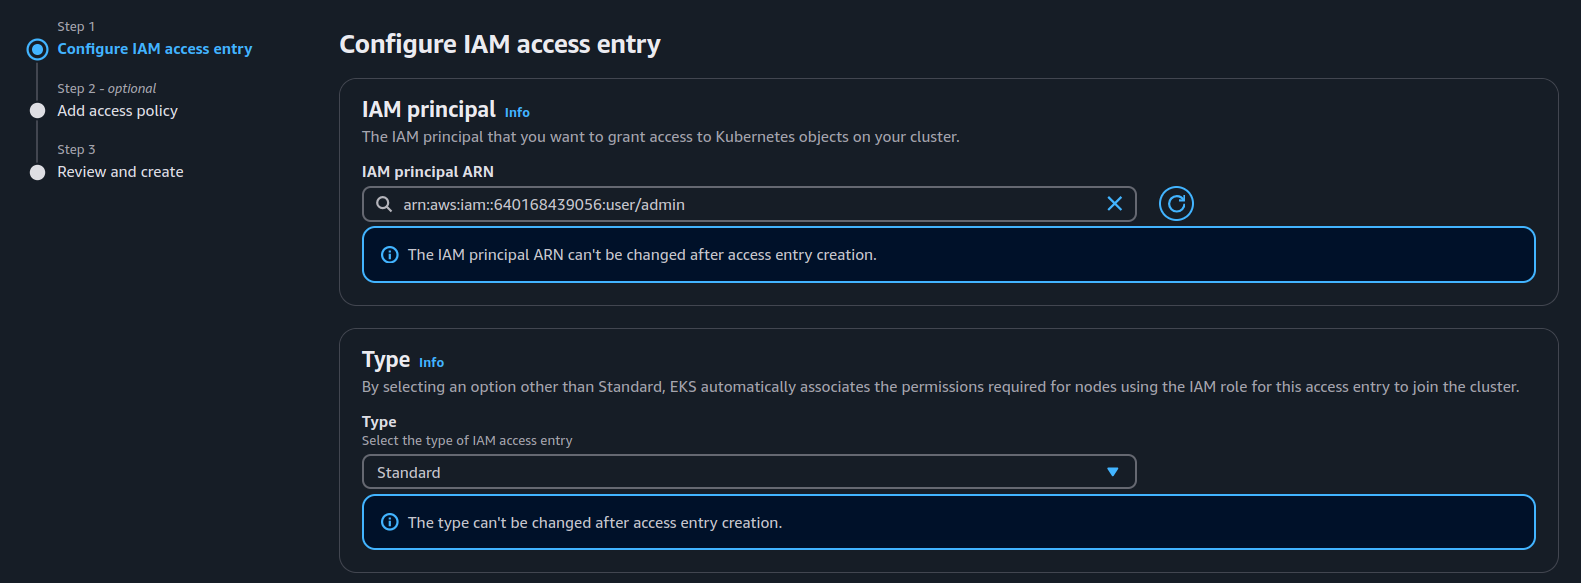 Step 1
Configure IAM access entry
Step 2 - optional
Add access policy
Step 3
Review and create
Configure IAM access entry
IAM principal Info
The IAM principal that you want to grant access to Kubernetes objects on your cluster.
IAM principal ARN
arn:aws:iam::640168439056:user/admin
The IAM principal ARN can't be changed after access entry creation.
Type Info
By selecting an option other than Standard, EKS automatically associates the permissions required for nodes using the IAM role for this access entry to join the cluster.
Type
Select the type of IAM access entry
Standard
The type can't be changed after access entry creation.